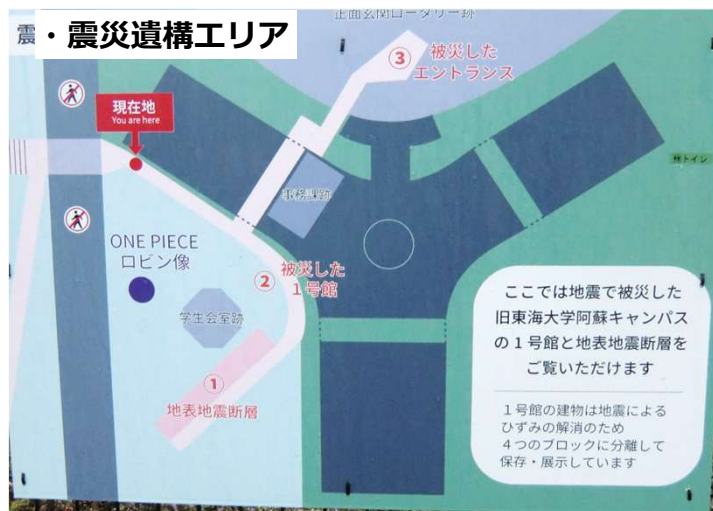 ・震災遺構エリア
正面玄関ロータリー跡
③ 被災した
エントランス
現在地
You are here
事務課跡
ONE PIECE
ロビン像
② 被災した
１号館
学生会室跡
①
地表地震断層
ここでは地震で被災した
旧東海大学阿蘇キャンパス
の１号館と地表地震断層を
ご覧いただけます
１号館の建物は地震による
ひずみの解消のため
４つのブロックに分離して
保存・展示しています